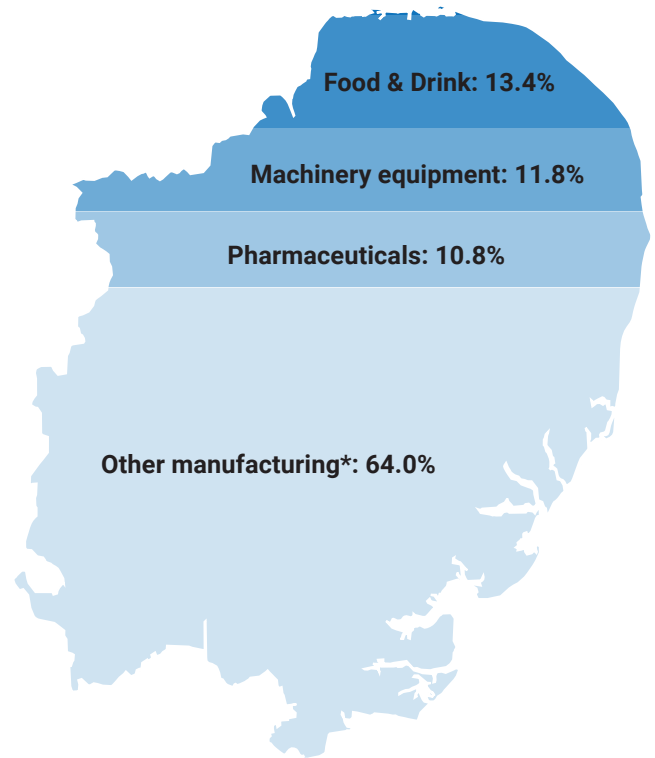 Food & Drink: 13.4%
Machinery equipment: 11.8%
Pharmaceuticals: 10.8%
Other manufacturing*: 64.0%